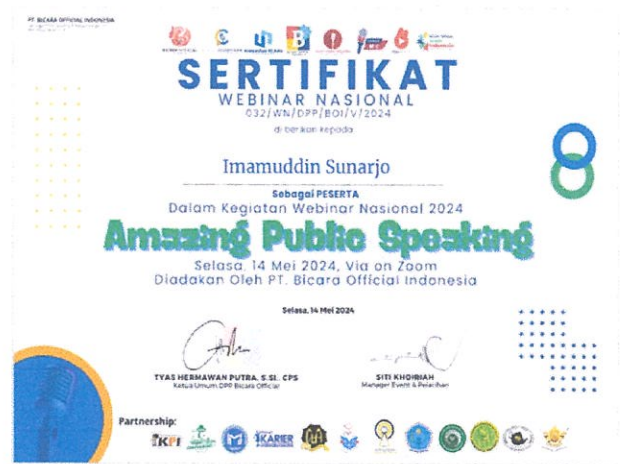 PT. BICARA OFFICIAL INDONESIA
SERTIFIKAT
WEBINAR NASIONAL
032/WN/DPP/BOI/V/2024
di berikan kepada
Imamuddin Sunarjo
Sebagai PESERTA
Dalam Kegiatan Webinar Nasional 2024
Amazing Public Speaking
Selasa, 14 Mei 2024, Via on Zoom
Diadakan Oleh PT. Bicara Official Indonesia
Selasa, 14 Mei 2024
TYAS HERMAWAN PUTRA, S.Si., CPS
Ketua Umum DPP Bicara Official
SITI KHOIRIAH
Manager Event & Pelatihan
Partnership:
IKPI
KARIER